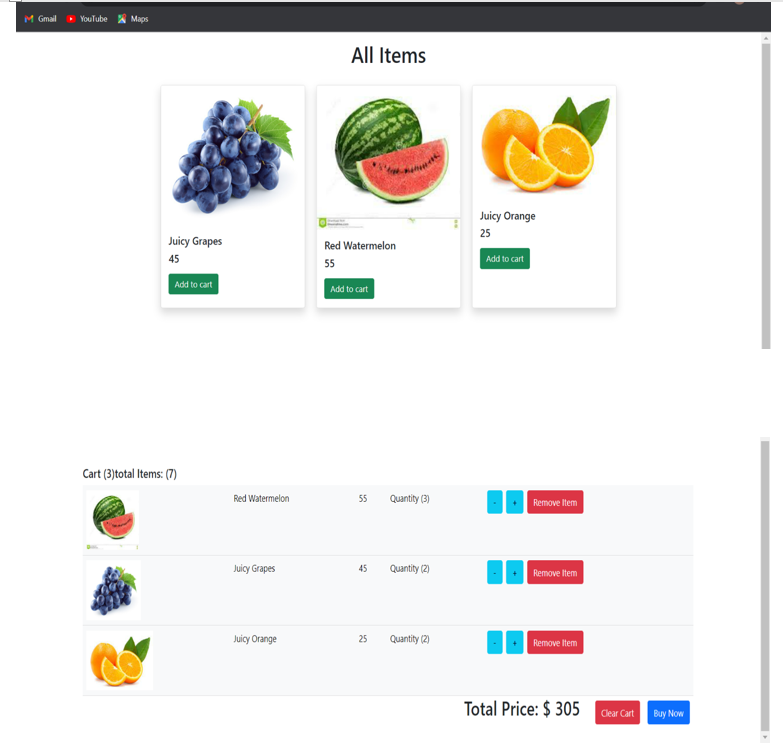 Gmail YouTube Maps
All Items
Juicy Grapes
45
Add to cart
Red Watermelon
55
Add to cart
Juicy Orange
25
Add to cart
Cart (3)total Items: (7)
Red Watermelon 55 Quantity (3) - + Remove Item
Juicy Grapes 45 Quantity (2) - + Remove Item
Juicy Orange 25 Quantity (2) - + Remove Item
Total Price: $ 305 Clear Cart Buy Now